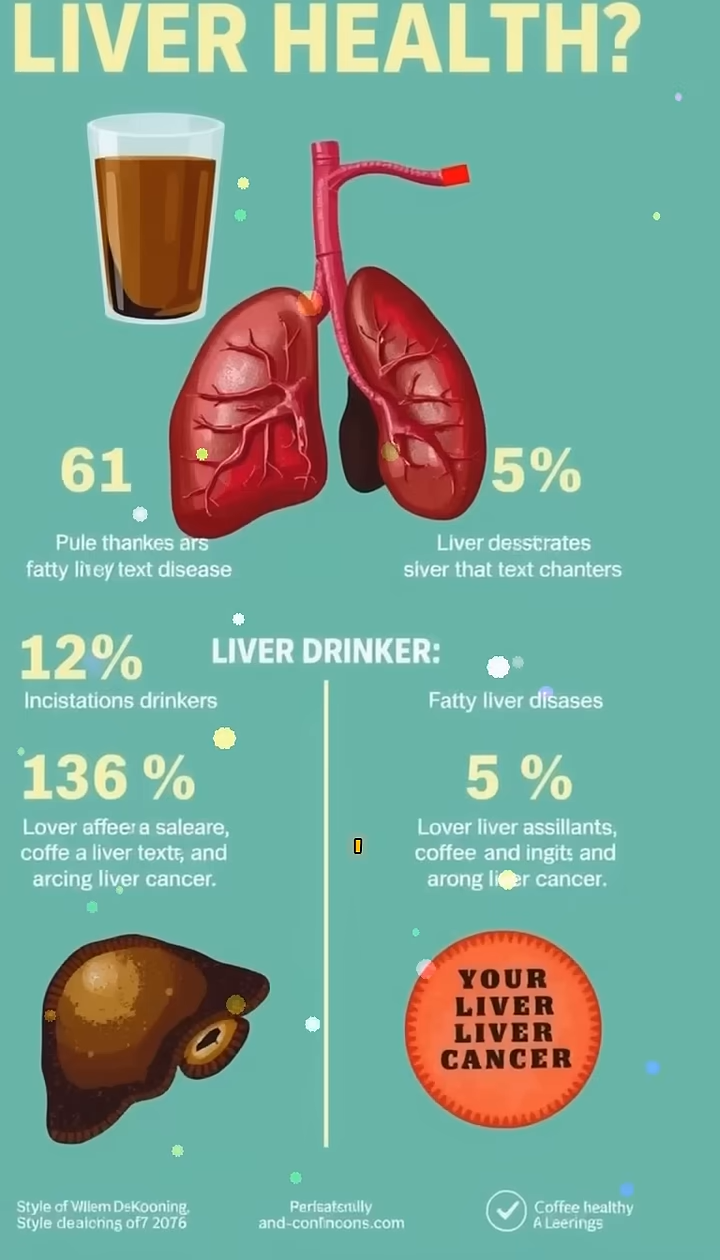 LIVER HEALTH?
61
5%
Pule thankes ars
fatty livey text disease
Liver desstrates
siver that text chanters
12%
LIVER DRINKER:
Incistations drinkers
Fatty liver disases
136 %
5 %
Lover affeer a saleare,
coffe a liver texte, and
arcing liver cancer.
Lover liver assillants,
coffee and ingits and
arong liver cancer.
YOUR
LIVER
LIVER
CANCER
Style of Willem DeKooning.
Style dealcing of7 2076
and-confincons.com
Coffee healthy
A Leerings